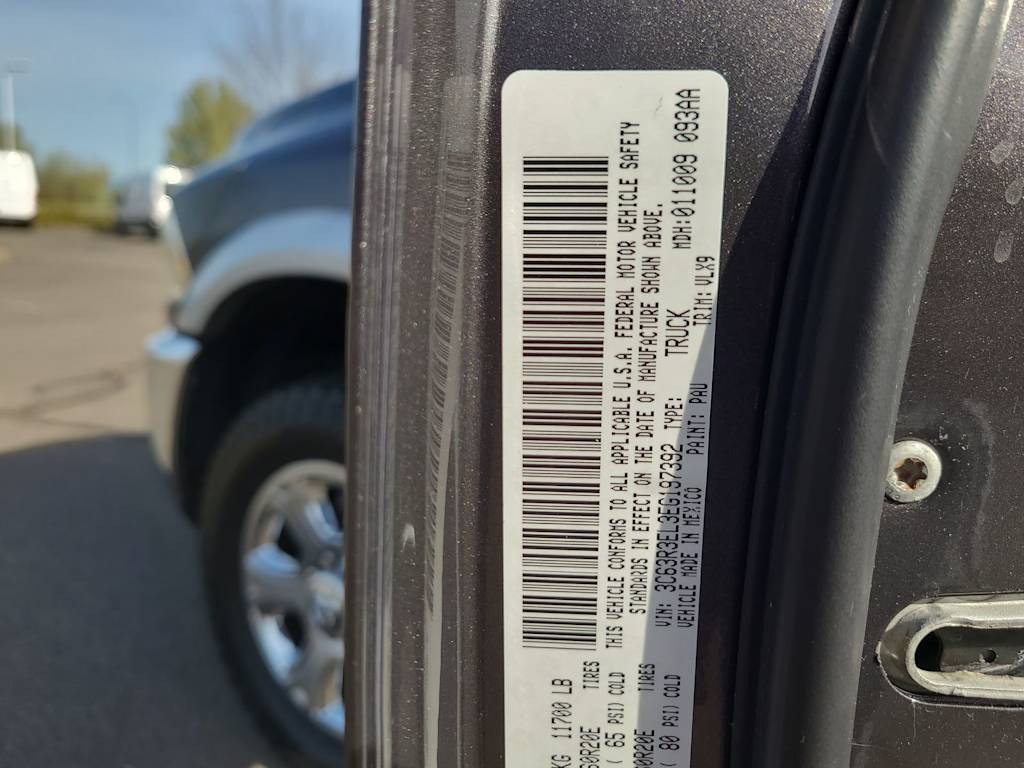 KG 11700 LB
60R20E TIRES
( 65 PSI) COLD
60R20E TIRES
( 80 PSI) COLD
THIS VEHICLE CONFORMS TO ALL APPLICABLE U.S.A. FEDERAL MOTOR VEHICLE SAFETY
STANDARDS IN EFFECT ON THE DATE OF MANUFACTURE SHOWN ABOVE.
VIN: 3C63R3EL3EG197392 TYPE: TRUCK MDH:011009 093AA
VEHICLE MADE IN MEXICO PAINT: PAU TRIM: VLX9